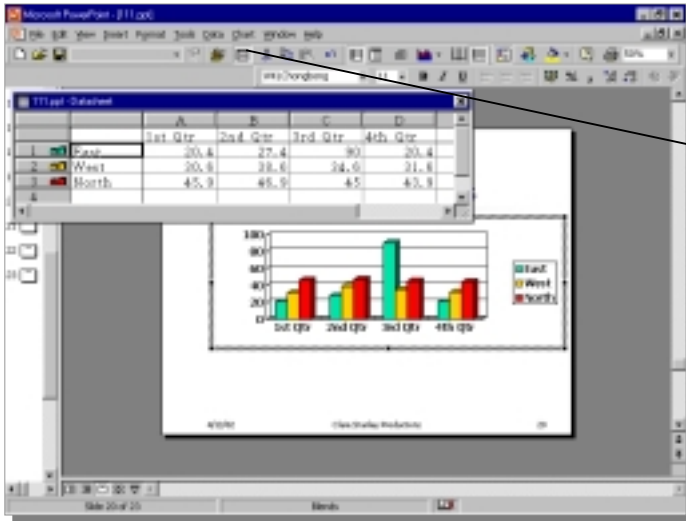 Microsoft PowerPoint - [111.ppt]
File Edit View Insert Format Tools Data Chart Window Help
111.ppt - Datasheet
A B C D
1st Qtr 2nd Qtr 3rd Qtr 4th Qtr
1 East 20.4 27.4 90 20.4
2 West 30.6 38.6 34.6 31.6
3 North 45.9 46.9 45 43.9
4
22
23
100
80
60
40
20
0
1st Qtr 2nd Qtr 3rd Qtr 4th Qtr
East
West
North
Slide 20 of 23 Blends